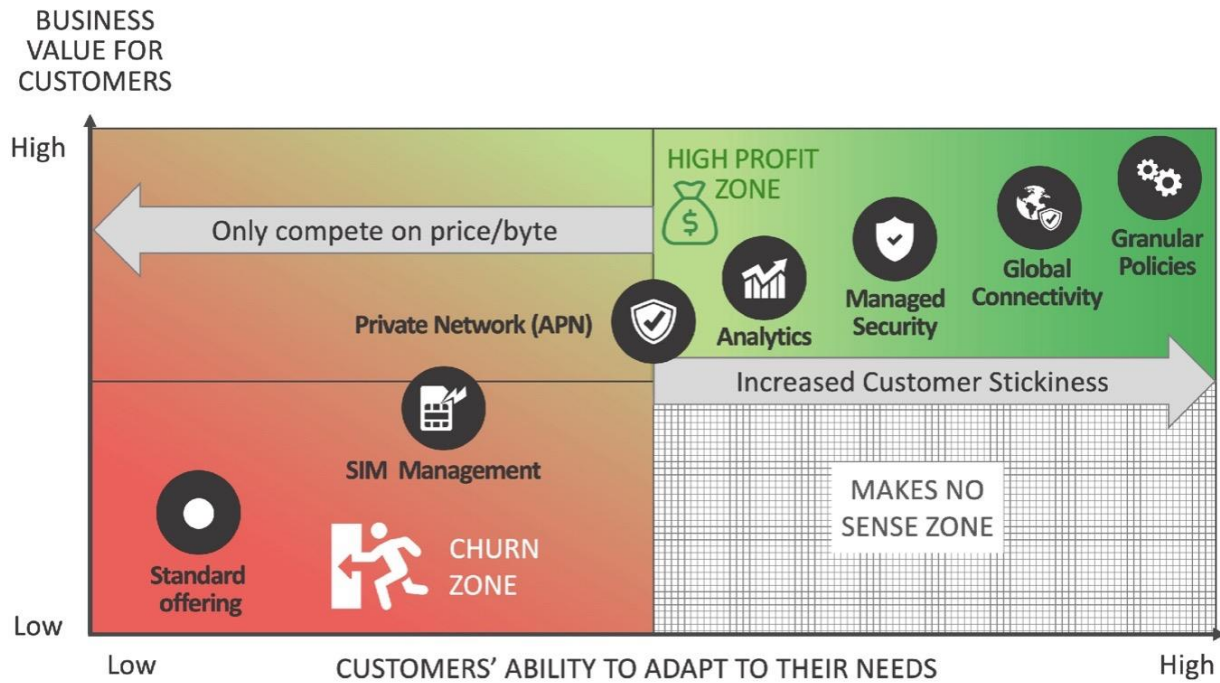 BUSINESS
VALUE FOR
CUSTOMERS
High
HIGH PROFIT
ZONE
$
Only compete on price/byte
Granular
Policies
Global
Connectivity
Managed
Security
Analytics
Private Network (APN)
Increased Customer Stickiness
SIM Management
MAKES NO
SENSE ZONE
CHURN
ZONE
Standard
offering
Low
Low
CUSTOMERS’ ABILITY TO ADAPT TO THEIR NEEDS
High